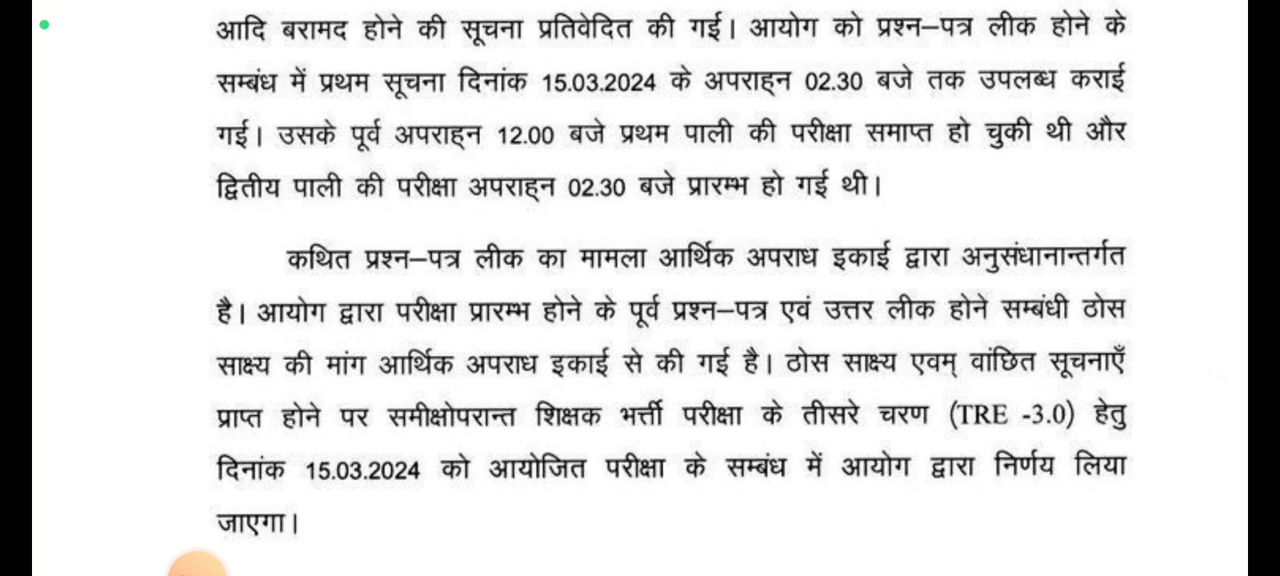 आदि बरामद होने की सूचना प्रतिवेदित की गई। आयोग को प्रश्न–पत्र लीक होने के
सम्बंध में प्रथम सूचना दिनांक 15.03.2024 के अपराह्न 02.30 बजे तक उपलब्ध कराई
गई। उसके पूर्व अपराह्न 12.00 बजे प्रथम पाली की परीक्षा समाप्त हो चुकी थी और
द्वितीय पाली की परीक्षा अपराह्न 02.30 बजे प्रारम्भ हो गई थी।
कथित प्रश्न–पत्र लीक का मामला आर्थिक अपराध इकाई द्वारा अनुसंधानान्तर्गत
है। आयोग द्वारा परीक्षा प्रारम्भ होने के पूर्व प्रश्न–पत्र एवं उत्तर लीक होने सम्बंधी ठोस
साक्ष्य की मांग आर्थिक अपराध इकाई से की गई है। ठोस साक्ष्य एवम् वांछित सूचनाएँ
प्राप्त होने पर समीक्षोपरान्त शिक्षक भर्त्ती परीक्षा के तीसरे चरण (TRE -3.0) हेतु
दिनांक 15.03.2024 को आयोजित परीक्षा के सम्बंध में आयोग द्वारा निर्णय लिया
जाएगा।